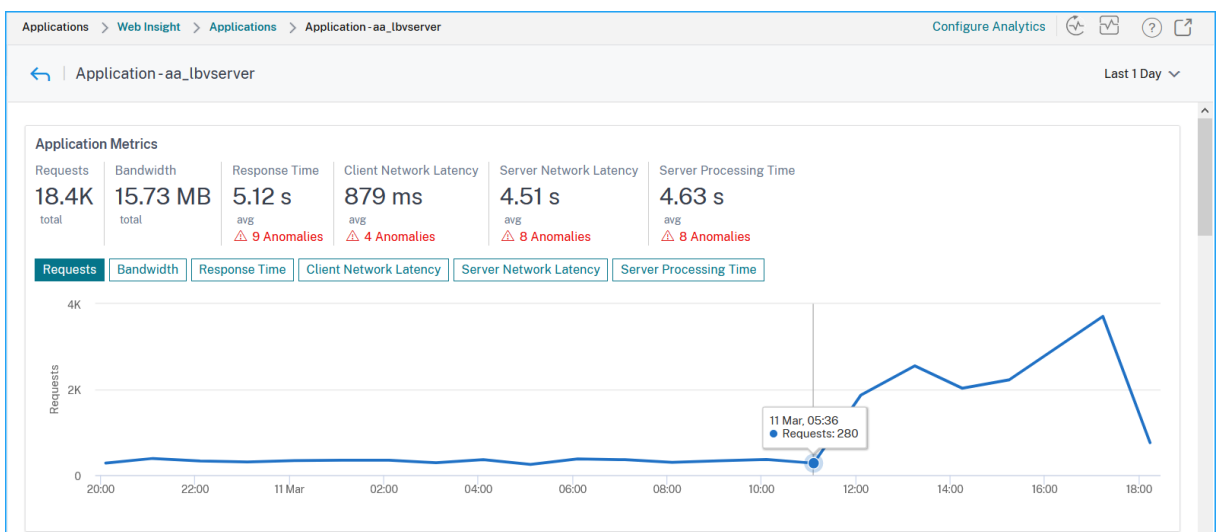 Applications > Web Insight > Applications > Application - aa_lbvserver Configure Analytics ?
Application - aa_lbvserver Last 1 Day
Application Metrics
Requests Bandwidth Response Time Client Network Latency Server Network Latency Server Processing Time
18.4K 15.73 MB 5.12 s 879 ms 4.51 s 4.63 s
total total avg avg avg avg
9 Anomalies 4 Anomalies 8 Anomalies 8 Anomalies
Requests Bandwidth Response Time Client Network Latency Server Network Latency Server Processing Time
4K
2K
0
Requests
11 Mar, 05:36
Requests: 280
20:00 22:00 11 Mar 02:00 04:00 06:00 08:00 10:00 12:00 14:00 16:00 18:00